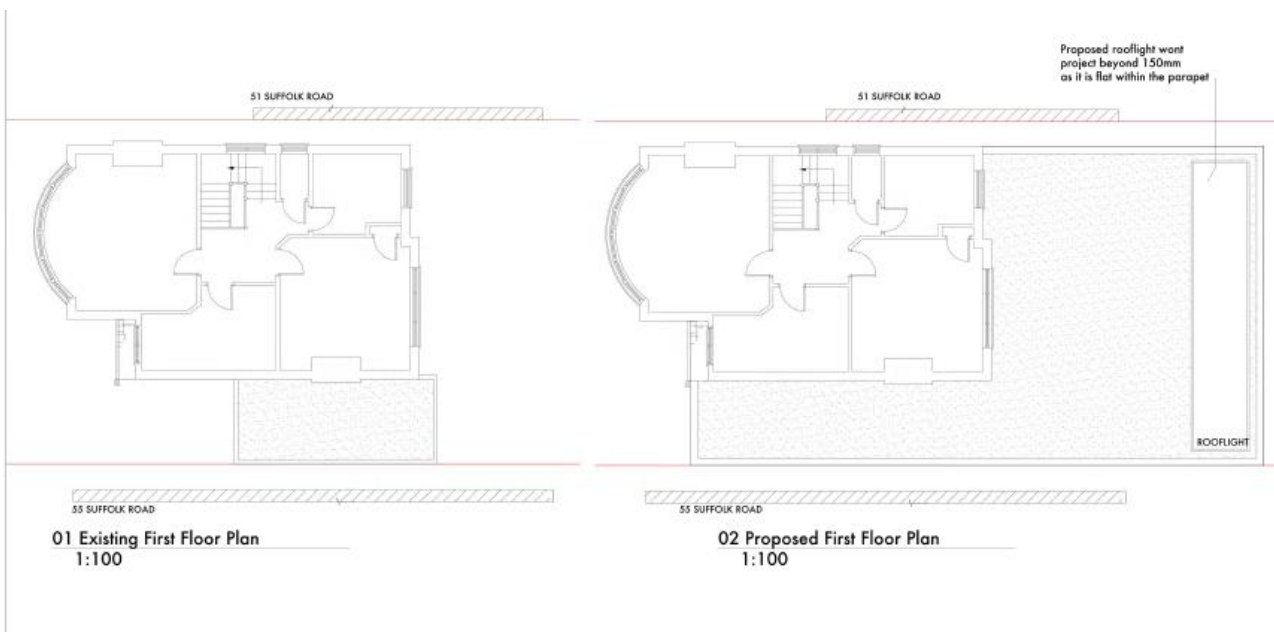 51 SUFFOLK ROAD
55 SUFFOLK ROAD
01 Existing First Floor Plan
1:100
Proposed rooflight wont
project beyond 150mm
as it is flat within the parapet
51 SUFFOLK ROAD
ROOFLIGHT
55 SUFFOLK ROAD
02 Proposed First Floor Plan
1:100